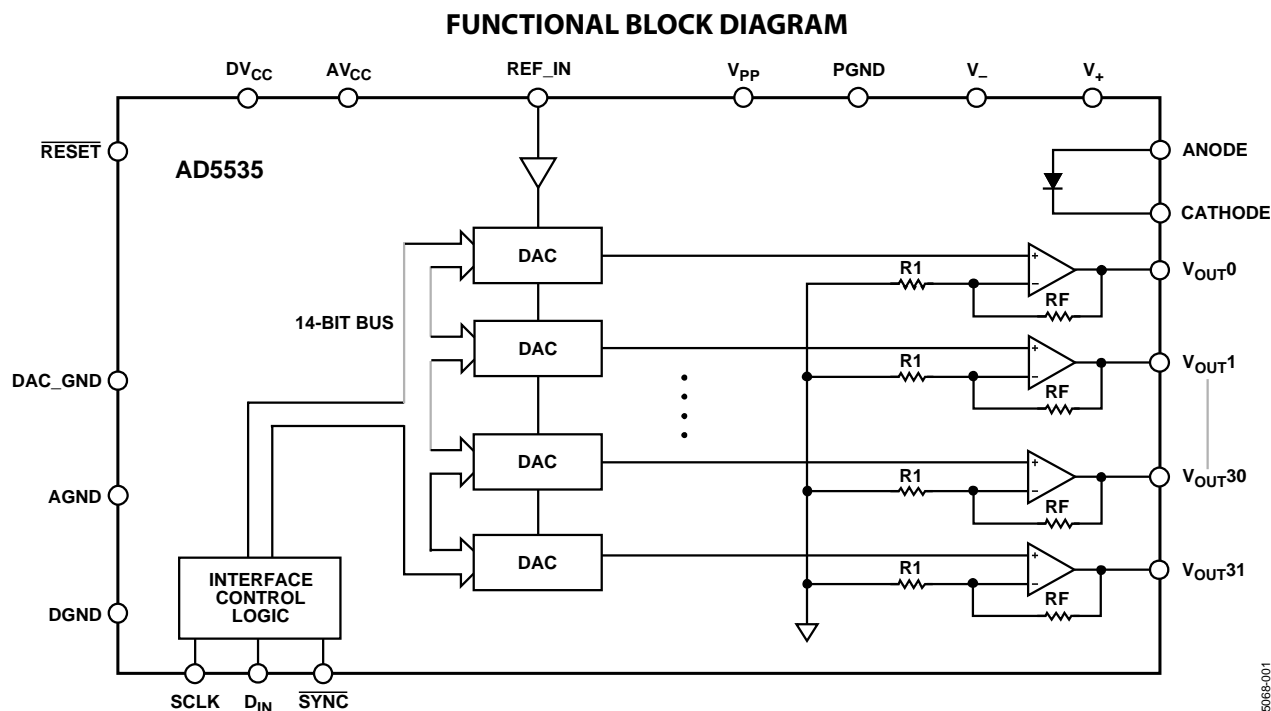 FUNCTIONAL BLOCK DIAGRAM
DVCC AVCC REF_IN VPP PGND V– V+
RESET
AD5535
ANODE
CATHODE
DAC
+
–
R1
RF
VOUT0
14-BIT BUS
DAC
+
–
R1
RF
VOUT1
DAC_GND
DAC
+
–
R1
RF
VOUT30
AGND
DAC
+
–
R1
RF
VOUT31
INTERFACE
CONTROL
LOGIC
DGND
SCLK DIN SYNC
5068-001